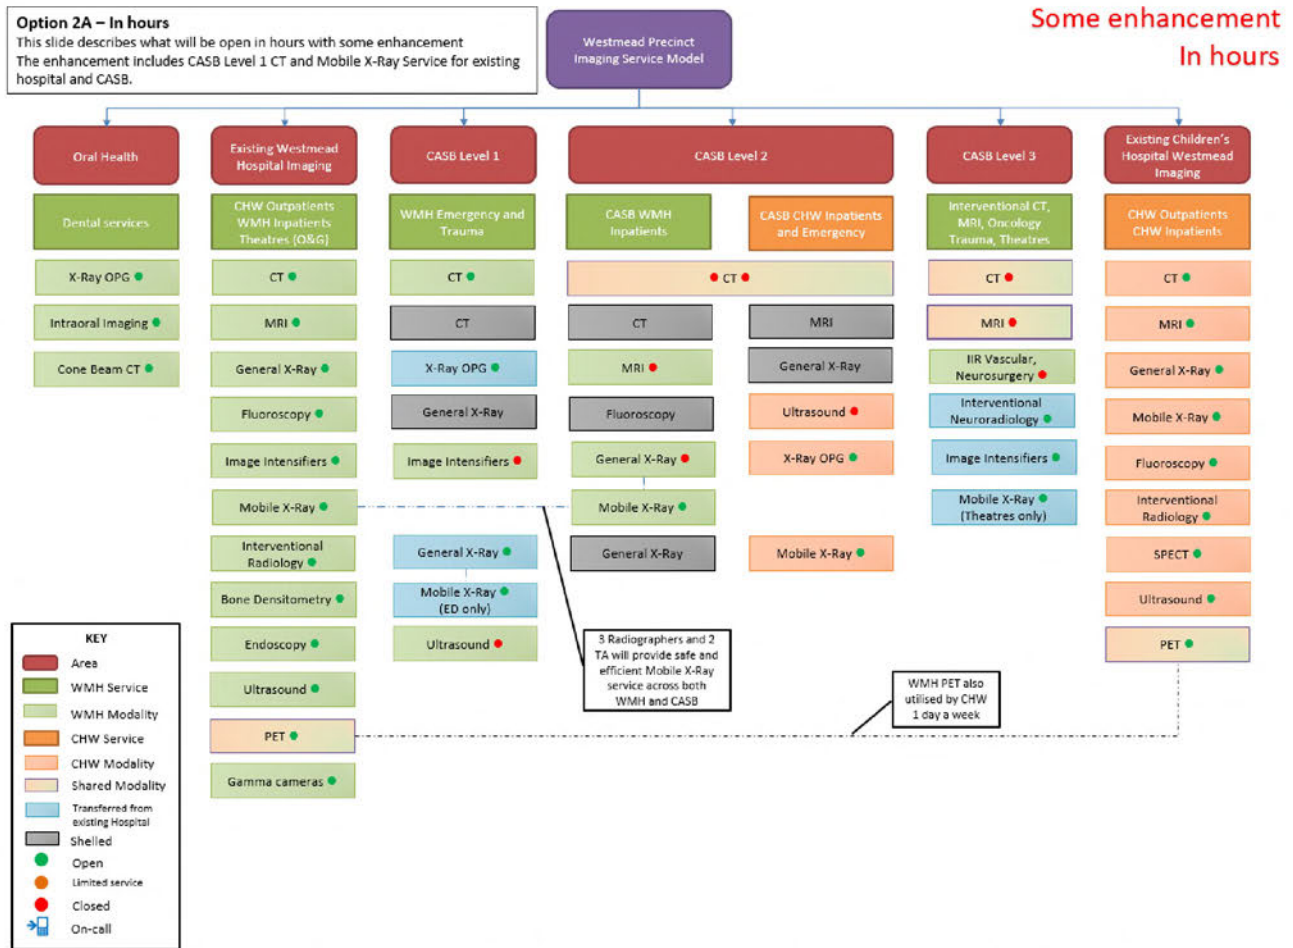 Option 2A – In hours
This slide describes what will be open in hours with some enhancement
The enhancement includes CASB Level 1 CT and Mobile X-Ray Service for existing
hospital and CASB.
Westmead Precinct
Imaging Service Model
Some enhancement
In hours
Oral Health
Dental services
X-Ray OPG
Intraoral Imaging
Cone Beam CT
Existing Westmead
Hospital Imaging
CHW Outpatients
WMH Inpatients
Theatres (O&G)
CT
MRI
General X-Ray
Fluoroscopy
Image Intensifiers
Mobile X-Ray
Interventional
Radiology
Bone Densitometry
Endoscopy
Ultrasound
PET
Gamma cameras
CASB Level 1
WMH Emergency and
Trauma
CT
CT
X-Ray OPG
General X-Ray
Image Intensifiers
General X-Ray
Mobile X-Ray
(ED only)
Ultrasound
CASB Level 2
CASB WMH
Inpatients
CASB CHW Inpatients
and Emergency
CT
CT
MRI
Fluoroscopy
General X-Ray
Mobile X-Ray
General X-Ray
MRI
General X-Ray
Ultrasound
X-Ray OPG
Mobile X-Ray
CASB Level 3
Interventional CT,
MRI, Oncology
Trauma, Theatres
CT
MRI
IIR Vascular,
Neurosurgery
Interventional
Neuroradiology
Image Intensifiers
Mobile X-Ray
(Theatres only)
Existing Children's
Hospital Westmead
Imaging
CHW Outpatients
CHW Inpatients
CT
MRI
General X-Ray
Mobile X-Ray
Fluoroscopy
Interventional
Radiology
SPECT
Ultrasound
PET
3 Radiographers and 2
TA will provide safe and
efficient Mobile X-Ray
service across both
WMH and CASB
WMH PET also
utilised by CHW
1 day a week
KEY
Area
WMH Service
WMH Modality
CHW Service
CHW Modality
Shared Modality
Transferred from
existing Hospital
Shelled
Open
Limited service
Closed
On-call